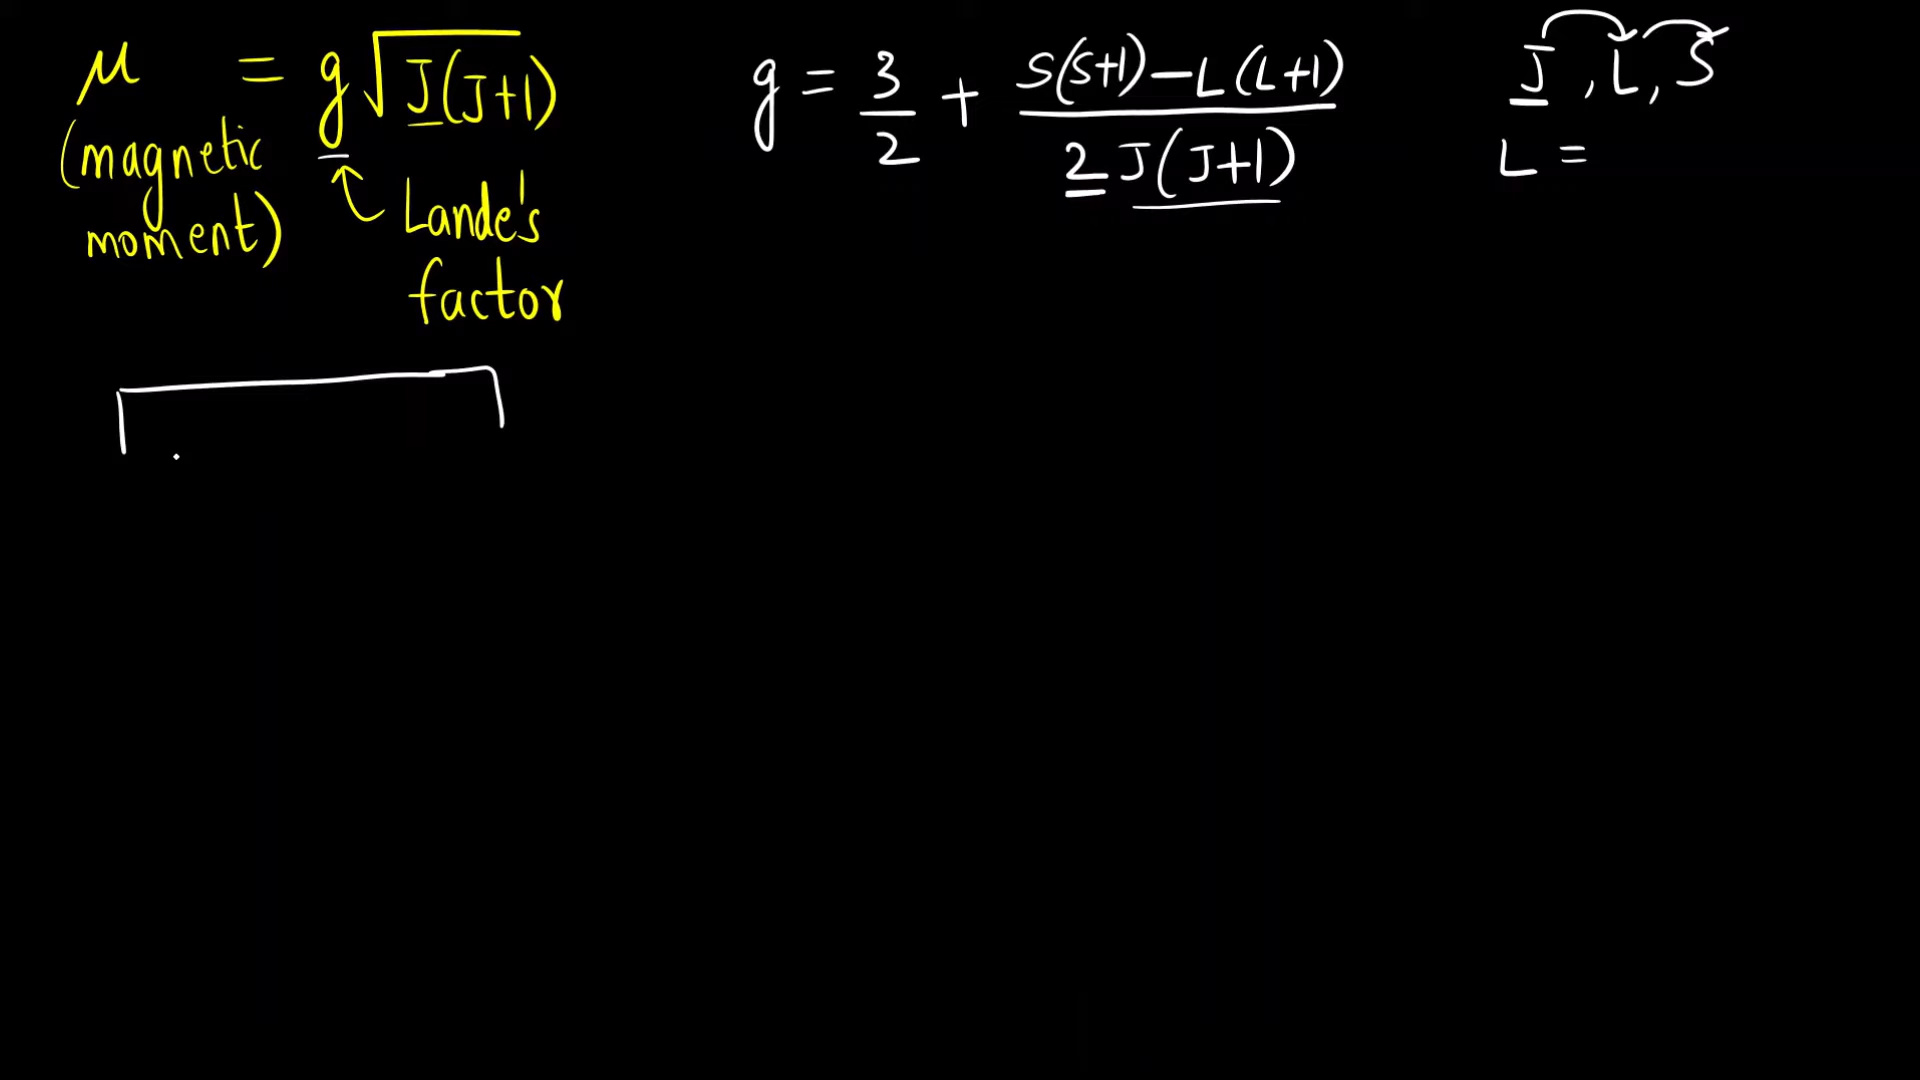 μ = g√J(J+1)
(magnetic
moment)
Lande's
factor
g = 3/2 + S(S+1) – L(L+1) / 2J(J+1)
J, L, S
L =